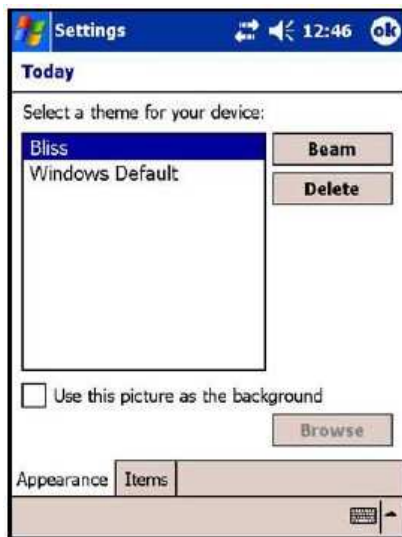 Settings 12:46 ok
Today
Select a theme for your device:
Bliss
Windows Default
Beam
Delete
Use this picture as the background
Browse
Appearance Items